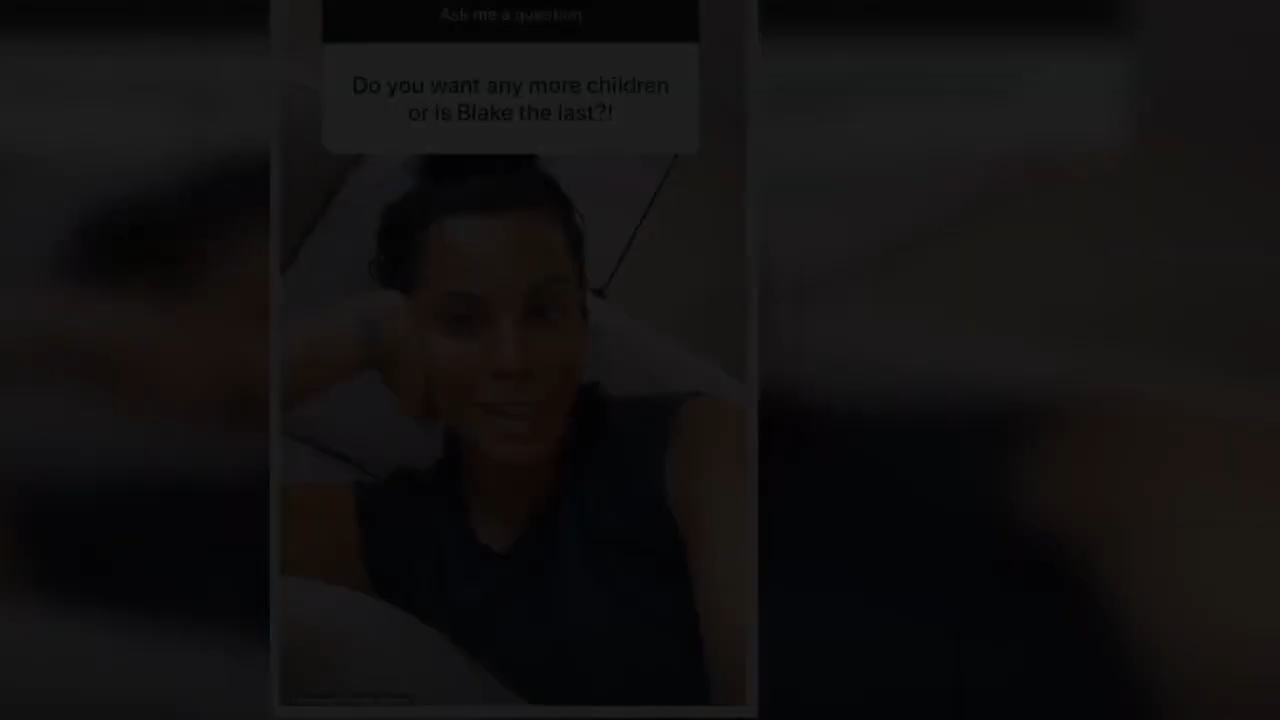 Ask me a question
Do you want any more children
or is Blake the last?!